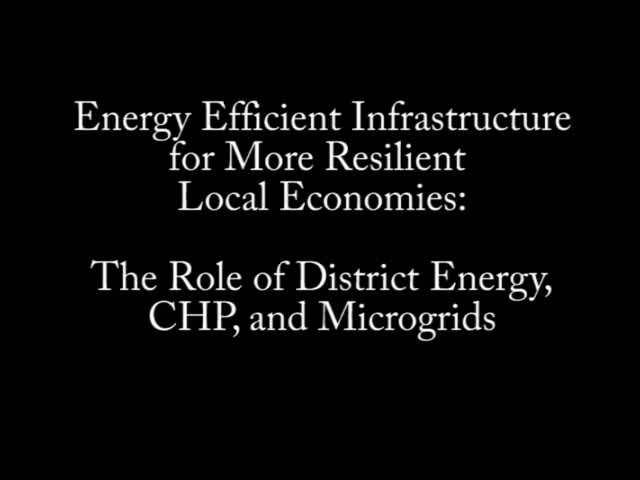 Energy Efficient Infrastructure
for More Resilient
Local Economies:
The Role of District Energy,
CHP, and Microgrids